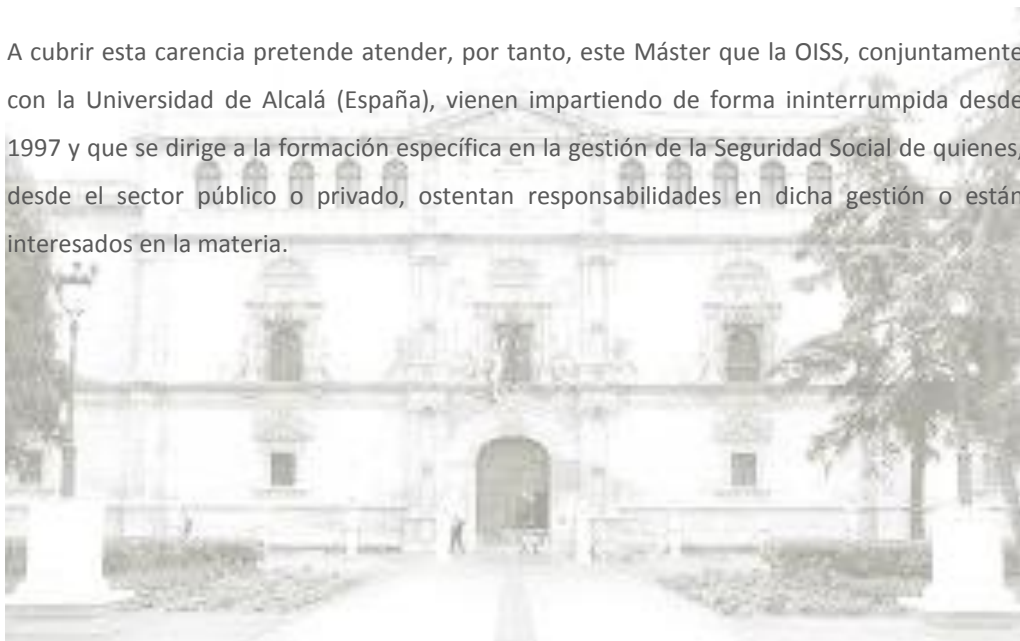 A cubrir esta carencia pretende atender, por tanto, este Máster que la OISS, conjuntamente
con la Universidad de Alcalá (España), vienen impartiendo de forma ininterrumpida desde
1997 y que se dirige a la formación específica en la gestión de la Seguridad Social de quienes,
desde el sector público o privado, ostentan responsabilidades en dicha gestión o están
interesados en la materia.